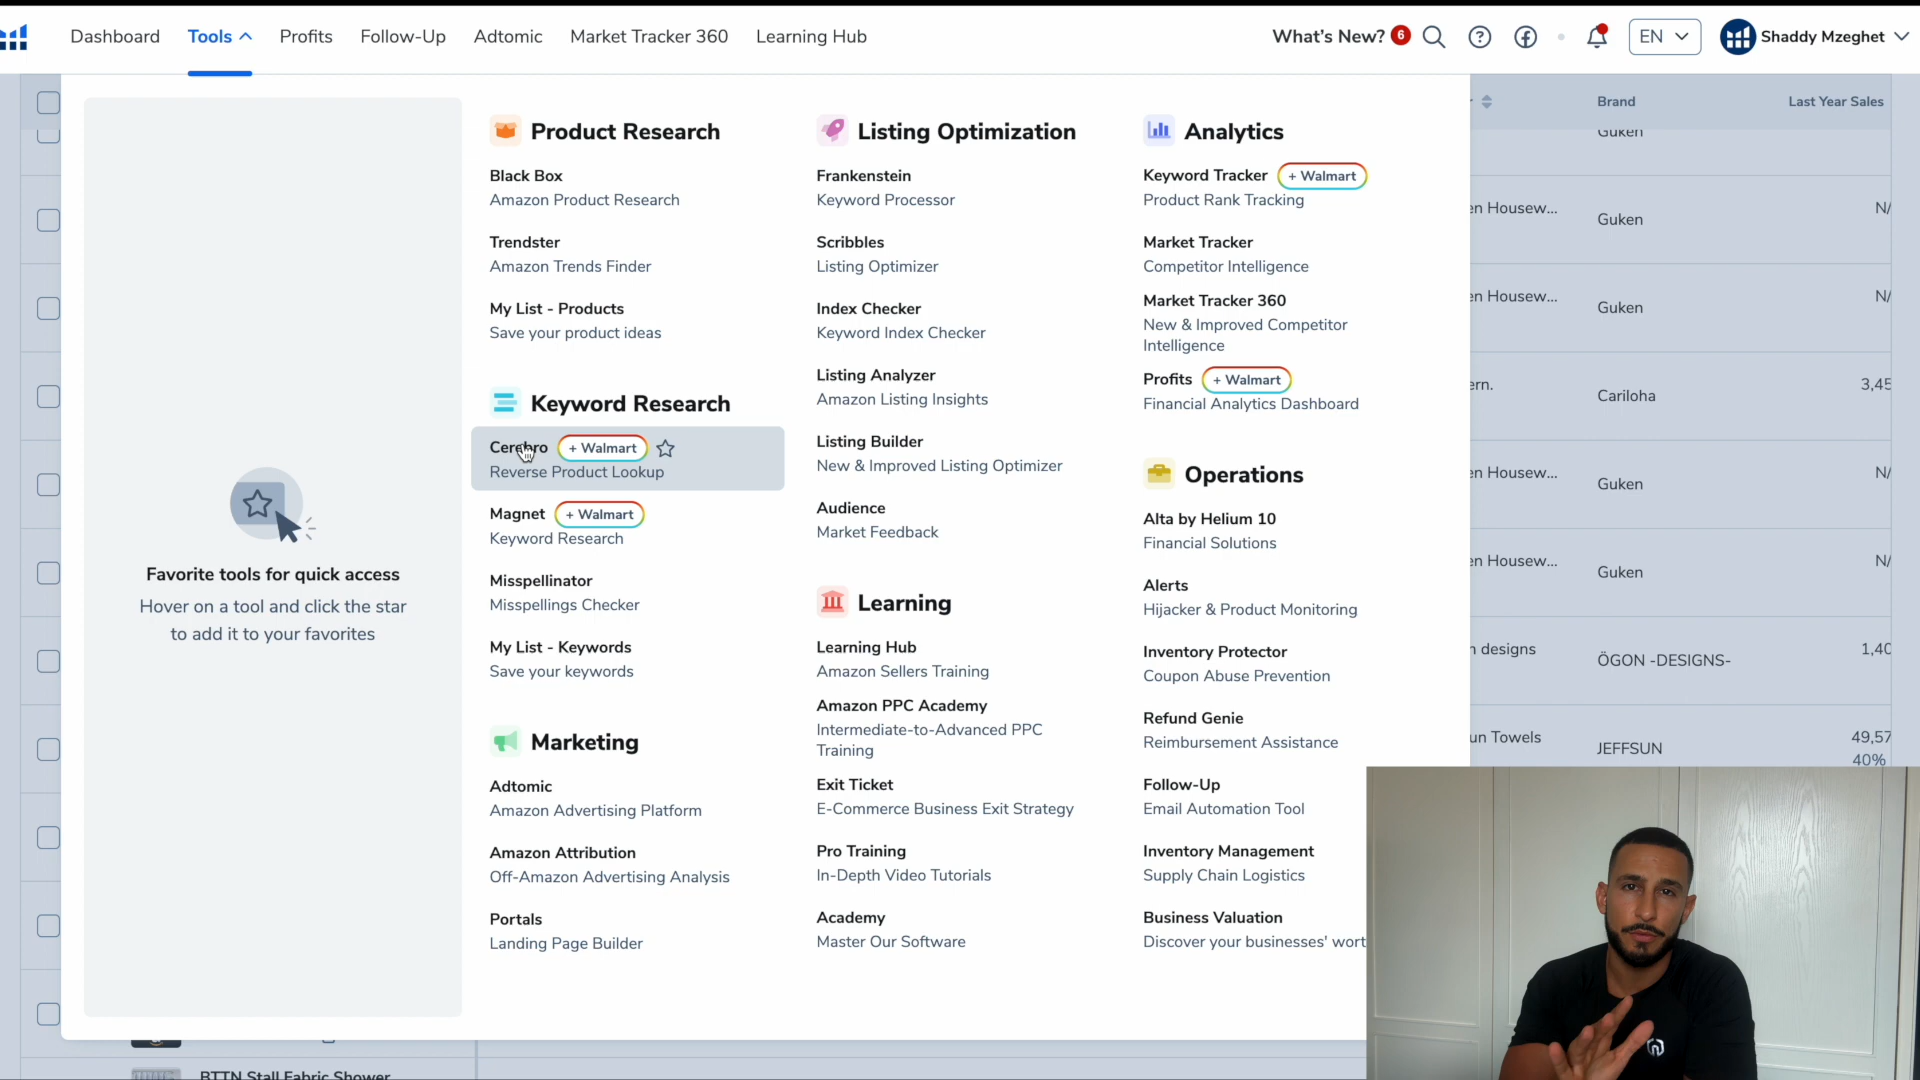 Dashboard
Tools
Profits
Follow-Up
Adtomic
Market Tracker 360
Learning Hub
What's New? 6
EN
Shaddy Mzeghet
Favorite tools for quick access
Hover on a tool and click the star
to add it to your favorites
Product Research
Black Box
Amazon Product Research
Trendster
Amazon Trends Finder
My List - Products
Save your product ideas
Keyword Research
Cerebro + Walmart
Reverse Product Lookup
Magnet + Walmart
Keyword Research
Misspellinator
Misspellings Checker
My List - Keywords
Save your keywords
Marketing
Adtomic
Amazon Advertising Platform
Amazon Attribution
Off-Amazon Advertising Analysis
Portals
Landing Page Builder
Listing Optimization
Frankenstein
Keyword Processor
Scribbles
Listing Optimizer
Index Checker
Keyword Index Checker
Listing Analyzer
Amazon Listing Insights
Listing Builder
New & Improved Listing Optimizer
Audience
Market Feedback
Learning
Learning Hub
Amazon Sellers Training
Amazon PPC Academy
Intermediate-to-Advanced PPC
Training
Exit Ticket
E-Commerce Business Exit Strategy
Pro Training
In-Depth Video Tutorials
Academy
Master Our Software
Analytics
Keyword Tracker + Walmart
Product Rank Tracking
Market Tracker
Competitor Intelligence
Market Tracker 360
New & Improved Competitor
Intelligence
Profits + Walmart
Financial Analytics Dashboard
Operations
Alta by Helium 10
Financial Solutions
Alerts
Hijacker & Product Monitoring
Inventory Protector
Coupon Abuse Prevention
Refund Genie
Reimbursement Assistance
Follow-Up
Email Automation Tool
Inventory Management
Supply Chain Logistics
Business Valuation
Discover your businesses' wort
Brand
Last Year Sales
Guken
en Housew... Guken N/
en Housew... Guken N/
ern. Cariloha 3,45
en Housew... Guken N/
en Housew... Guken N/
n designs ÖGON -DESIGNS- 1,40
un Towels JEFFSUN 49,57
40%
BTTN Stall Fabric Shower